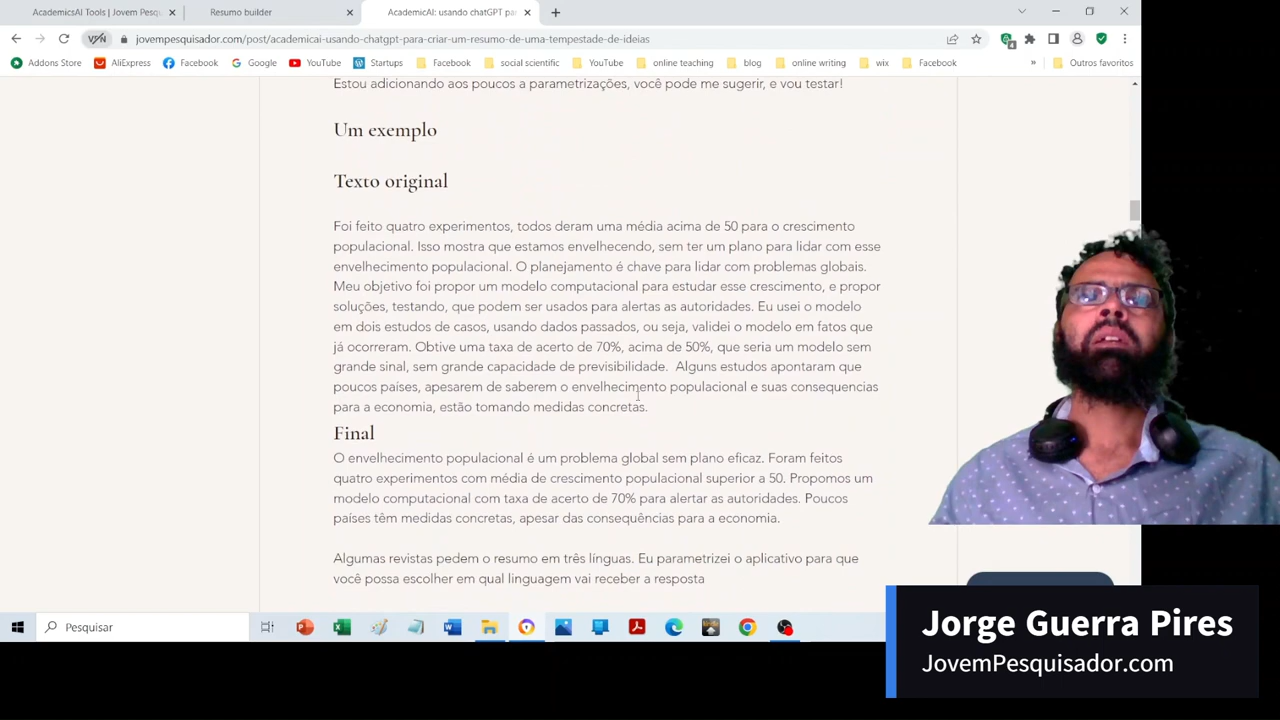 AcademicsAI Tools | Jovem Pesqu
Resumo builder
AcademicAI: usando chatGPT par
jovempesquisador.com/post/academicai-usando-chatgpt-para-criar-um-resumo-de-uma-tempestade-de-ideias
Addons Store AliExpress Facebook Google YouTube Startups Facebook social scientific YouTube online teaching blog online writing wix Facebook » Outros favoritos
Estou adicionando aos poucos a parametrizações, você pode me sugerir, e vou testar!
Um exemplo
Texto original
Foi feito quatro experimentos, todos deram uma média acima de 50 para o crescimento
populacional. Isso mostra que estamos envelhecendo, sem ter um plano para lidar com esse
envelhecimento populacional. O planejamento é chave para lidar com problemas globais.
Meu objetivo foi propor um modelo computacional para estudar esse crescimento, e propor
soluções, testando, que podem ser usados para alertas as autoridades. Eu usei o modelo
em dois estudos de casos, usando dados passados, ou seja, validei o modelo em fatos que
já ocorreram. Obtive uma taxa de acerto de 70%, acima de 50%, que seria um modelo sem
grande sinal, sem grande capacidade de previsibilidade. Alguns estudos apontaram que
poucos países, apesarem de saberem o envelhecimento populacional e suas consequencias
para a economia, estão tomando medidas concretas.
Final
O envelhecimento populacional é um problema global sem plano eficaz. Foram feitos
quatro experimentos com média de crescimento populacional superior a 50. Propomos um
modelo computacional com taxa de acerto de 70% para alertar as autoridades. Poucos
países têm medidas concretas, apesar das consequências para a economia.
Algumas revistas pedem o resumo em três línguas. Eu parametrizei o aplicativo para que
você possa escolher em qual linguagem vai receber a resposta
Pesquisar
Jorge Guerra Pires
JovemPesquisador.com